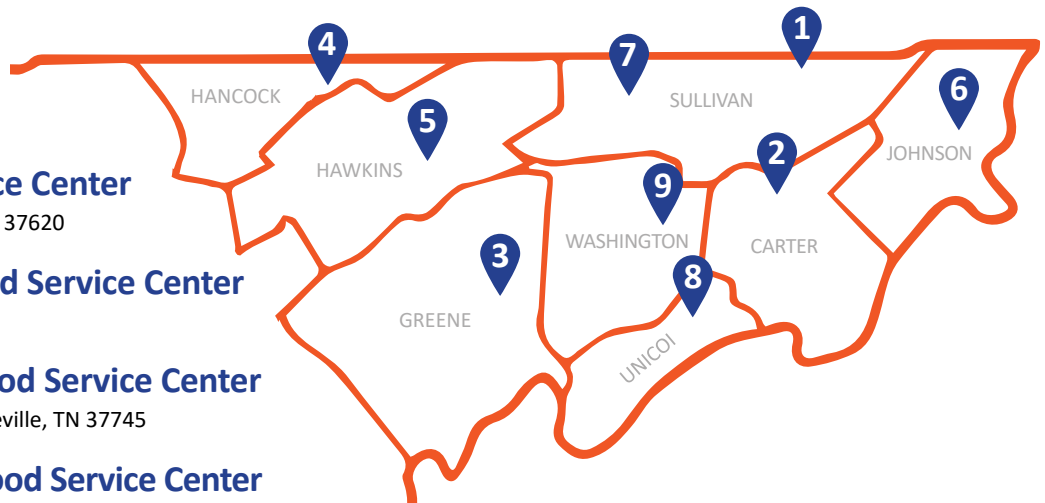 ce Center
37620
d Service Center
od Service Center
eville, TN 37745
ood Service Center
1
4
7
HANCOCK
SULLIVAN
6
5
2
JOHNSON
HAWKINS
9
WASHINGTON
CARTER
3
8
GREENE
UNICOI